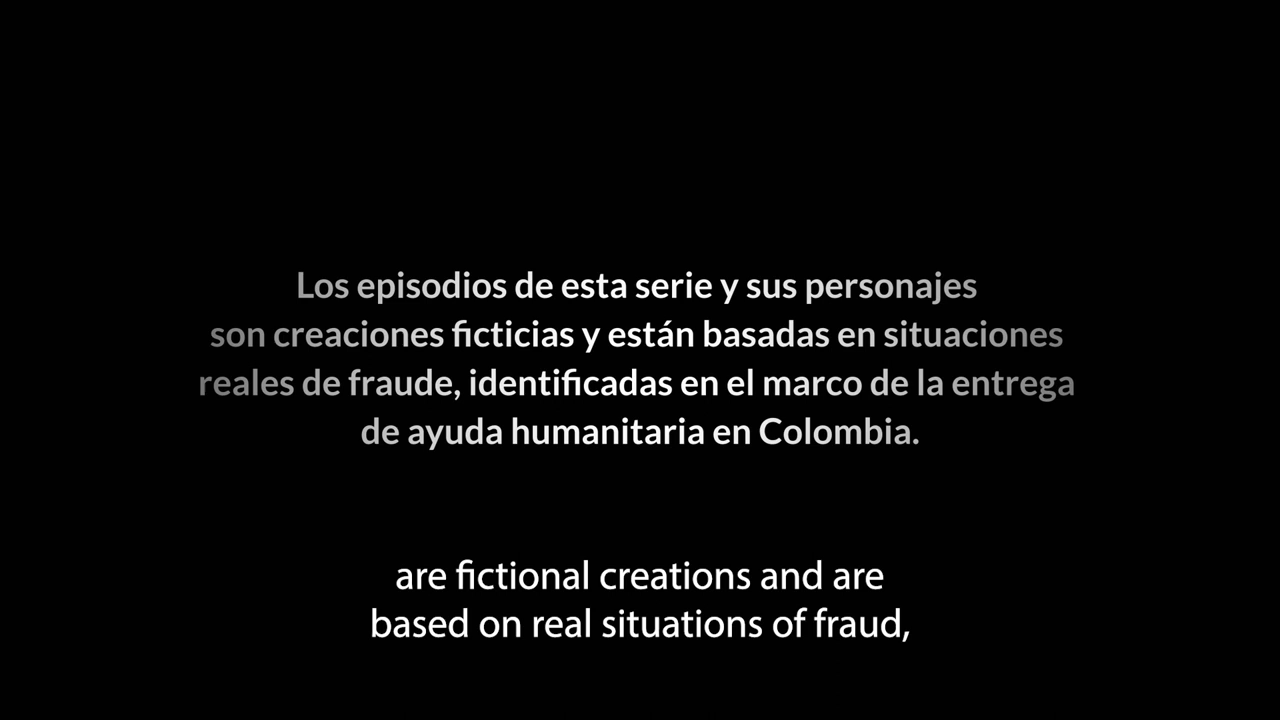 Los episodios de esta serie y sus personajes
son creaciones ficticias y están basadas en situaciones
reales de fraude, identificadas en el marco de la entrega
de ayuda humanitaria en Colombia.
are fictional creations and are
based on real situations of fraud,